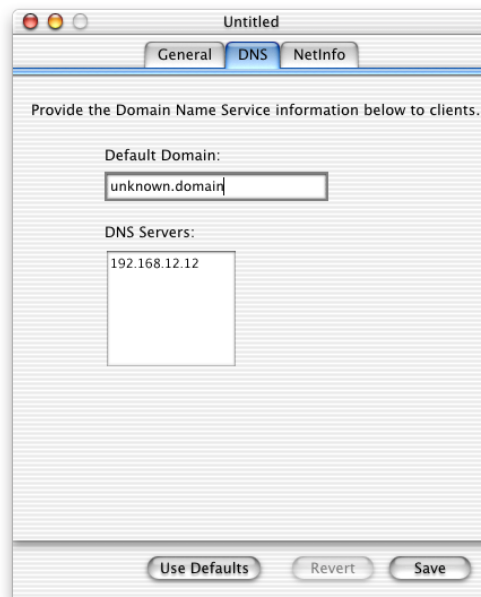 Untitled
General DNS NetInfo
Provide the Domain Name Service information below to clients.
Default Domain:
unknown.domain
DNS Servers:
192.168.12.12
Use Defaults Revert Save